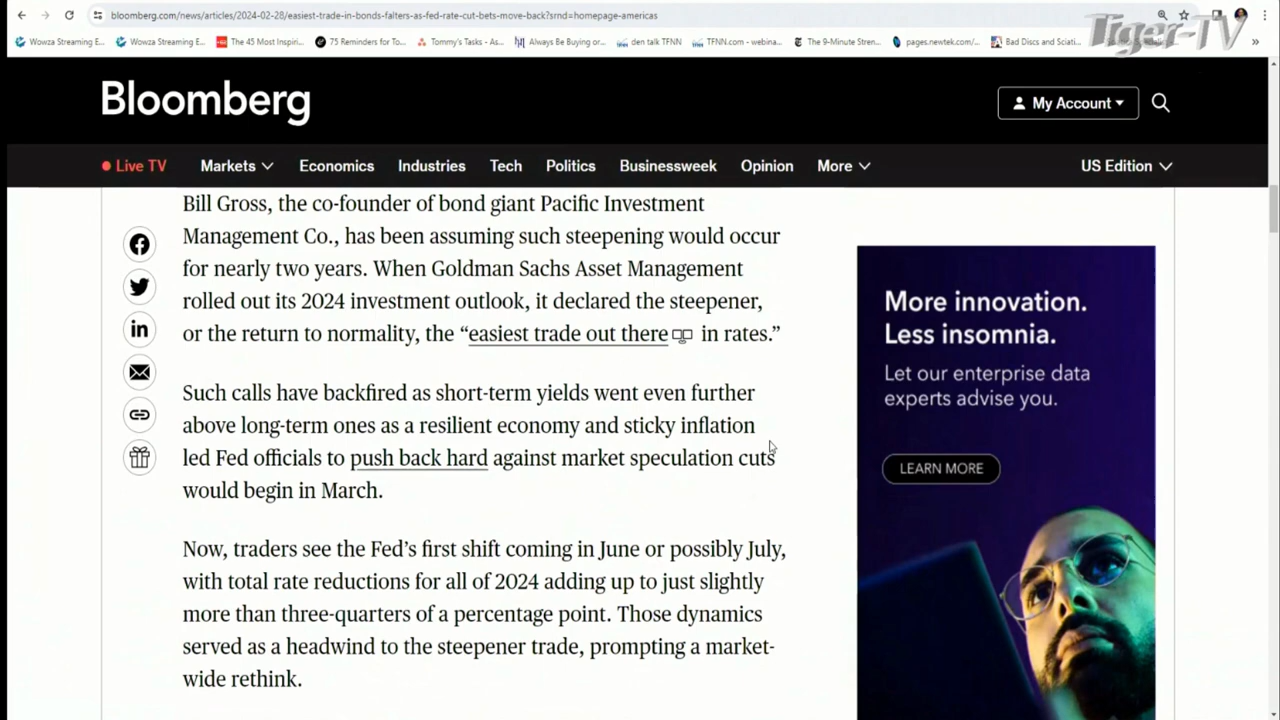 bloomberg.com/news/articles/2024-02-28/easiest-trade-in-bonds-falters-as-fed-rate-cut-bets-move-back?srnd=homepage-americas
Tiger-TV
Wowza Streaming E... Wowza Streaming E... The 45 Most Inspiri... 75 Reminders for To... Tommy's Tasks - As... Always Be Buying or... den talk TFNN TFNN.com - webina... The 9-Minute Stren... pages.newtek.com/... Bad Discs and Sciati... »
Bloomberg
My Account
Live TV Markets Economics Industries Tech Politics Businessweek Opinion More US Edition
Bill Gross, the co-founder of bond giant Pacific Investment
Management Co., has been assuming such steepening would occur
for nearly two years. When Goldman Sachs Asset Management
rolled out its 2024 investment outlook, it declared the steepener,
or the return to normality, the “easiest trade out there in rates.”
Such calls have backfired as short-term yields went even further
above long-term ones as a resilient economy and sticky inflation
led Fed officials to push back hard against market speculation cuts
would begin in March.
Now, traders see the Fed’s first shift coming in June or possibly July,
with total rate reductions for all of 2024 adding up to just slightly
more than three-quarters of a percentage point. Those dynamics
served as a headwind to the steepener trade, prompting a market-
wide rethink.
More innovation.
Less insomnia.
Let our enterprise data
experts advise you.
LEARN MORE